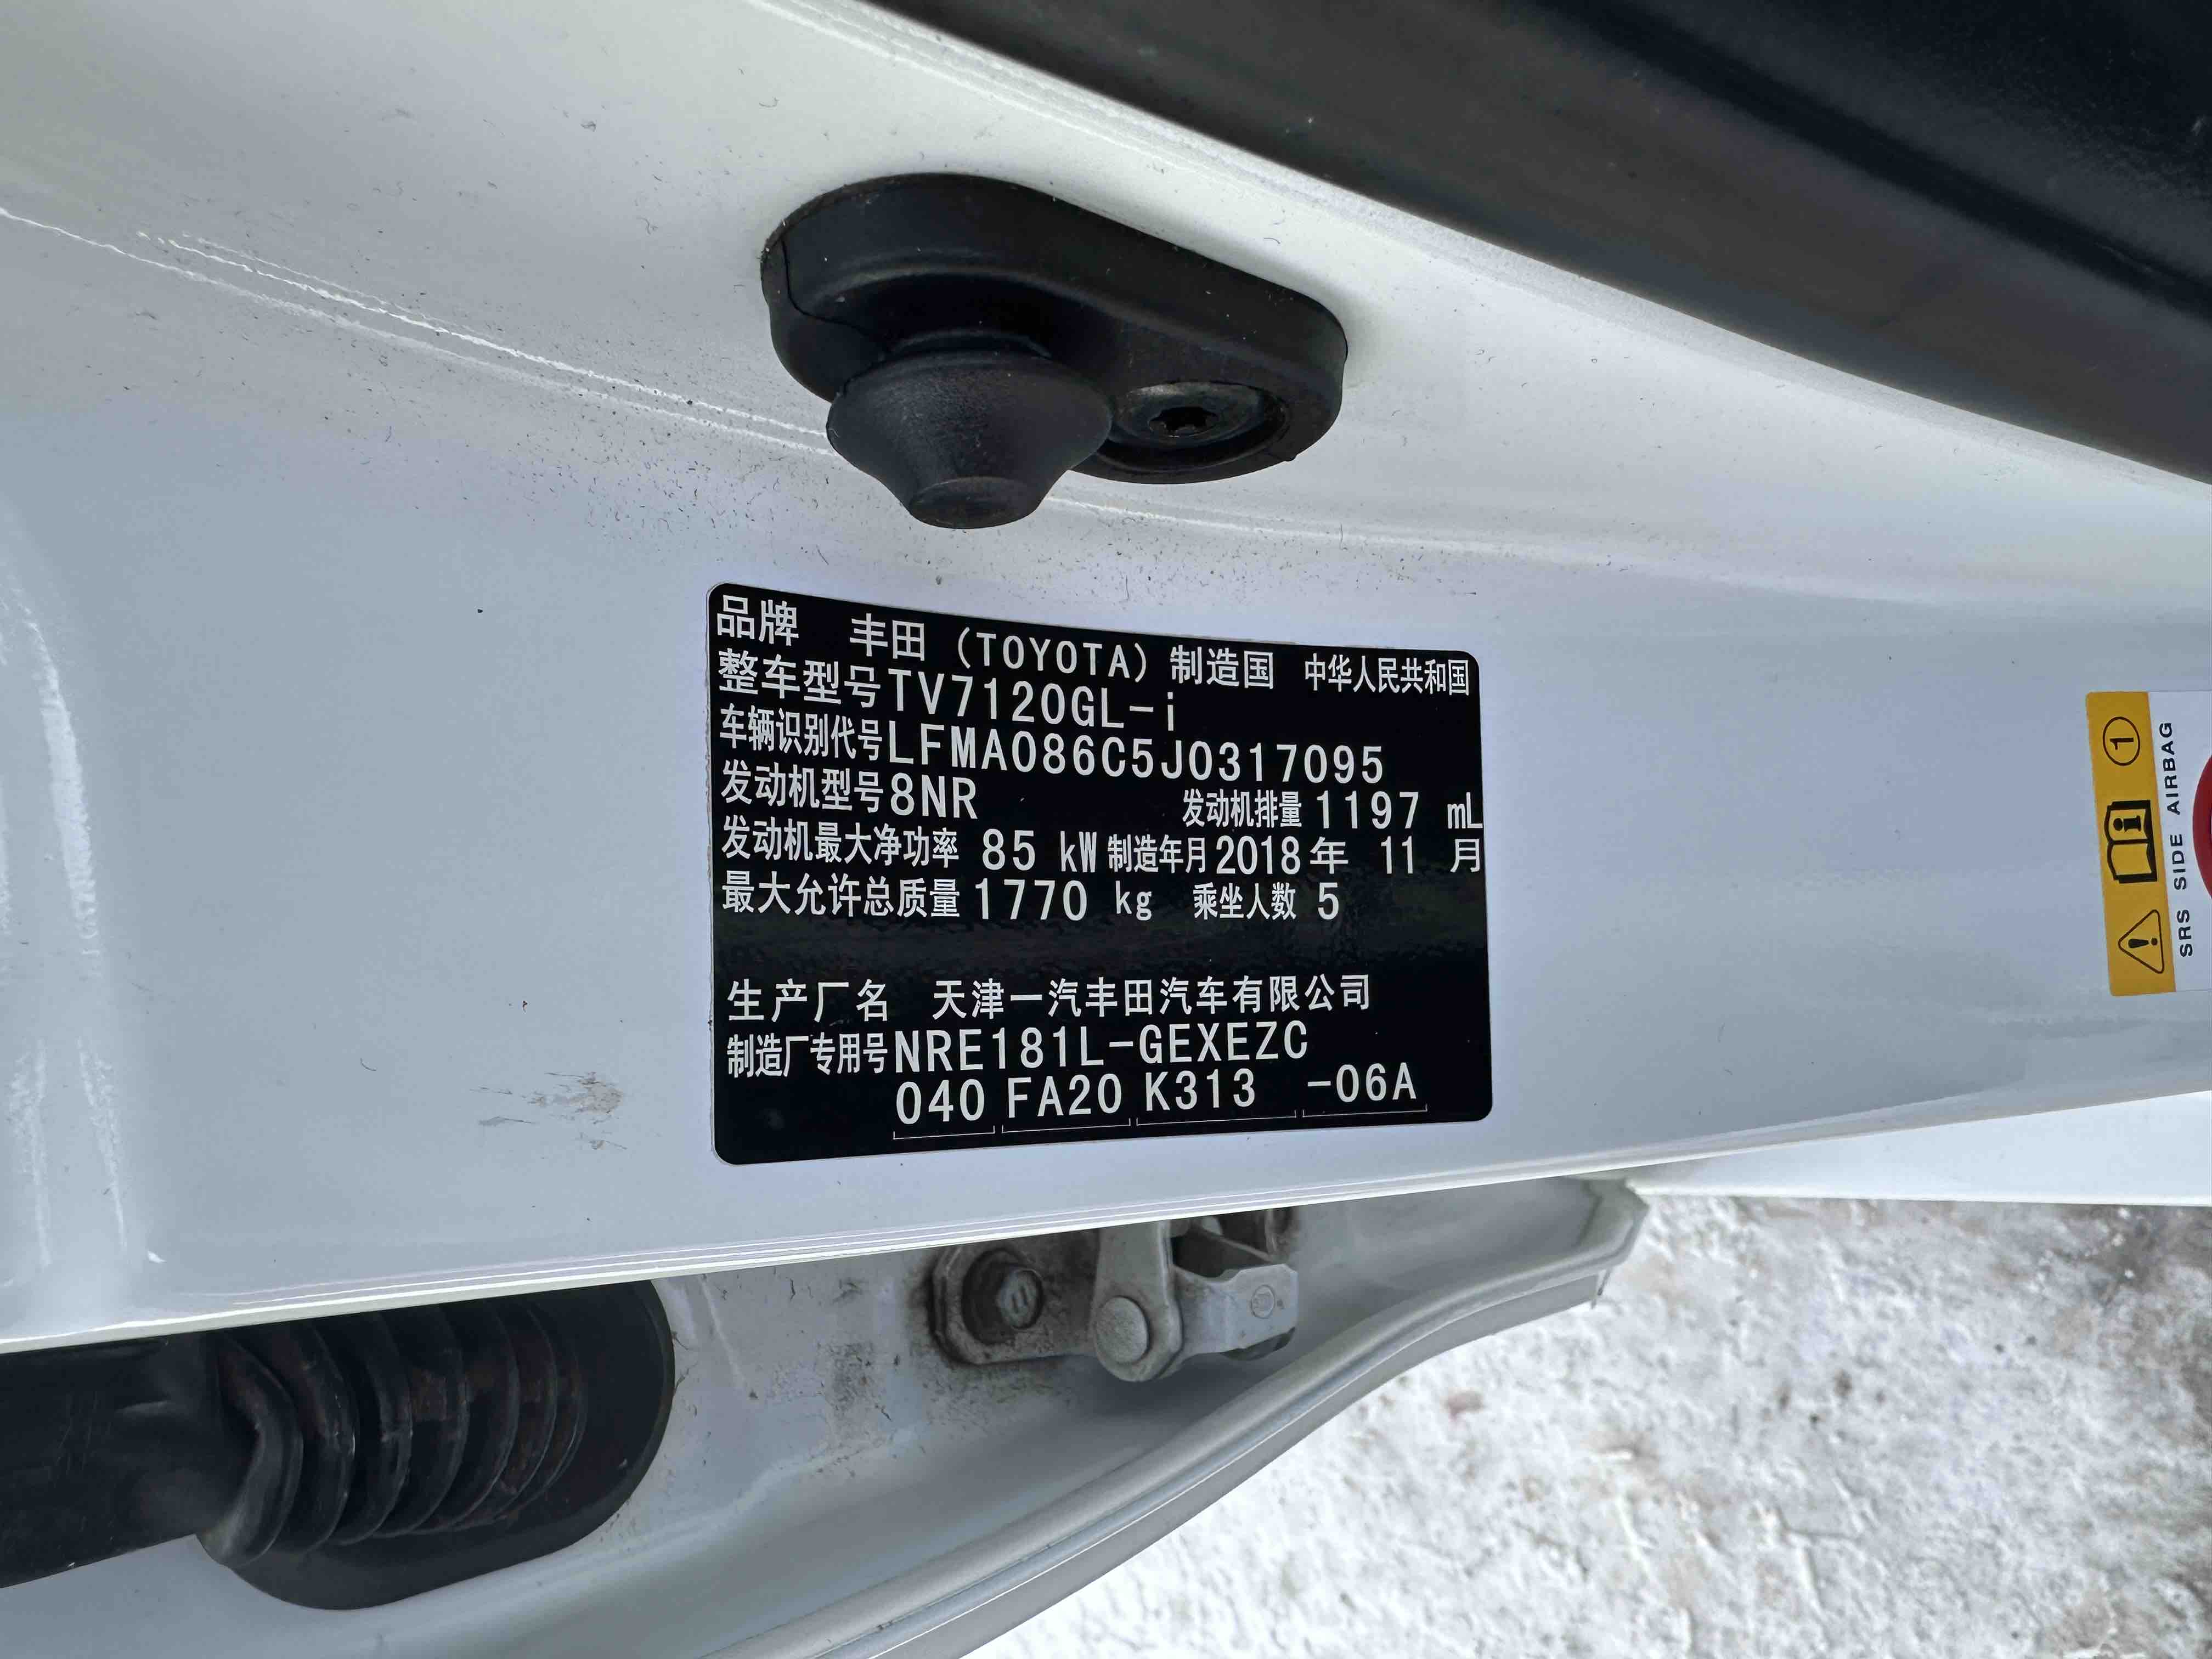 品牌 丰田 (TOYOTA) 制造国 中华人民共和国
整车型号TV7120GL-i
车辆识别代号LFMA086C5J0317095
发动机型号8NR 发动机排量 1197 mL
发动机最大净功率 85 kW 制造年月 2018年 11 月
最大允许总质量 1770 kg 乘坐人数 5
生产厂名 天津一汽丰田汽车有限公司
制造厂专用号NRE181L-GEXEZC
040 FA20 K313 -06A
1
SRS SIDE AIRBAG